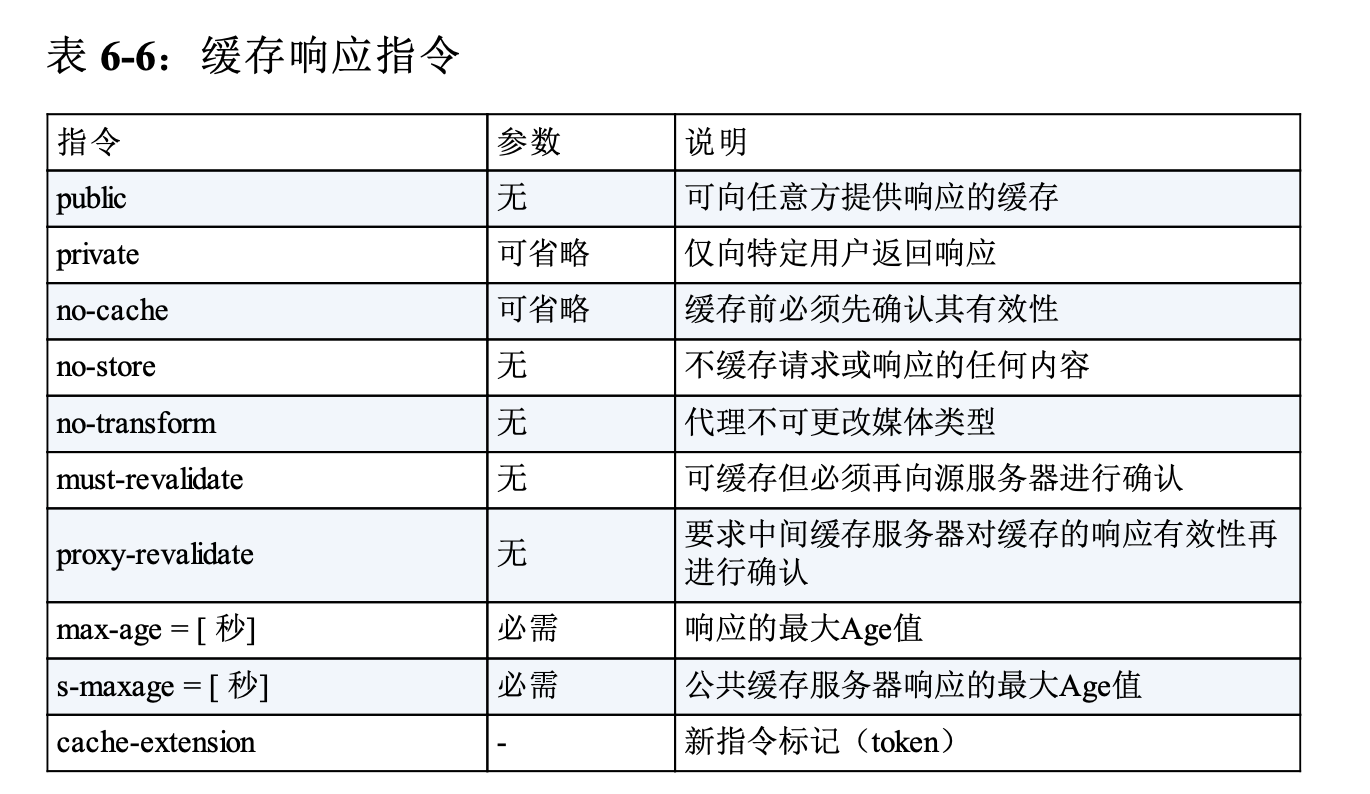 表 6-6：缓存响应指令
指令 参数 说明
public 无 可向任意方提供响应的缓存
private 可省略 仅向特定用户返回响应
no-cache 可省略 缓存前必须先确认其有效性
no-store 无 不缓存请求或响应的任何内容
no-transform 无 代理不可更改媒体类型
must-revalidate 无 可缓存但必须再向源服务器进行确认
proxy-revalidate 无 要求中间缓存服务器对缓存的响应有效性再
进行确认
max-age = [ 秒] 必需 响应的最大Age值
s-maxage = [ 秒] 必需 公共缓存服务器响应的最大Age值
cache-extension - 新指令标记（token）